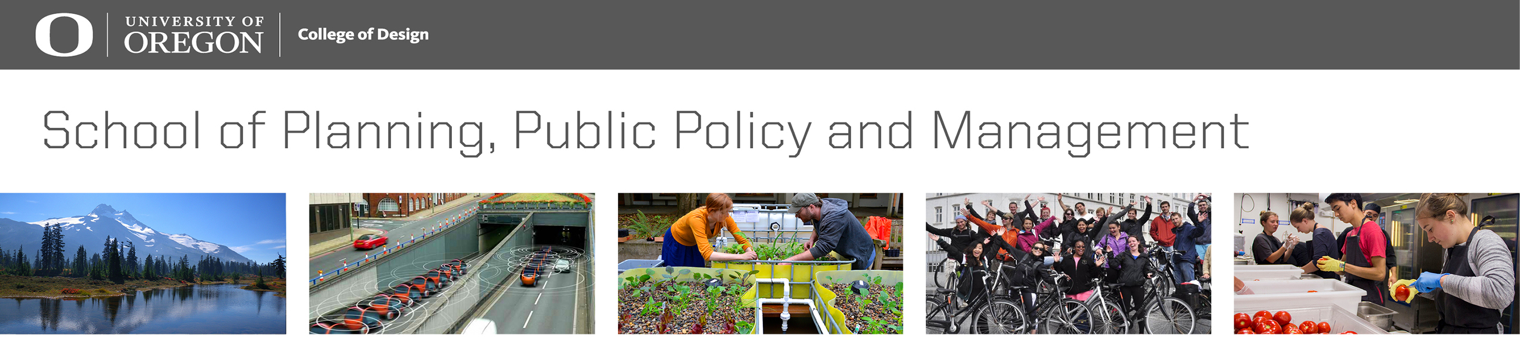 UNIVERSITY OF
OREGON
College of Design
School of Planning, Public Policy and Management